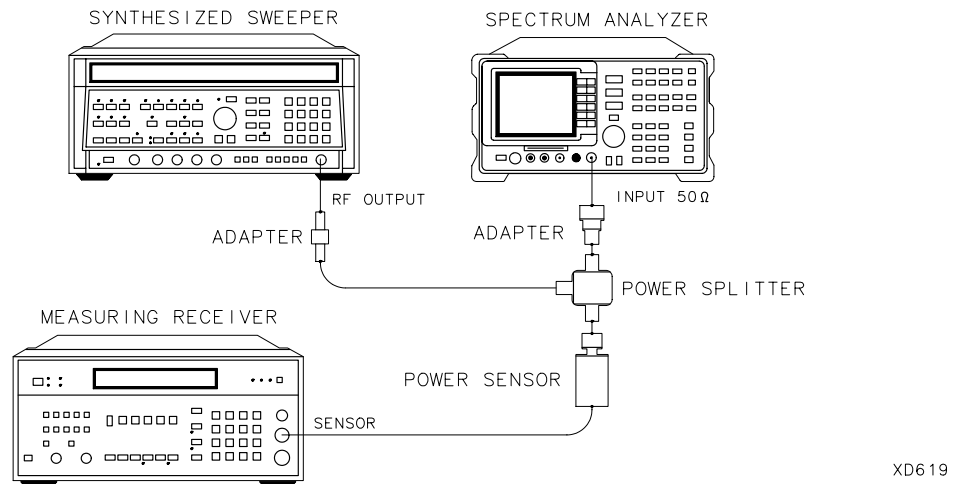 SYNTHESIZED SWEEPER
SPECTRUM ANALYZER
RF OUTPUT
INPUT 50Ω
ADAPTER
ADAPTER
POWER SPLITTER
MEASURING RECEIVER
POWER SENSOR
SENSOR
XD619